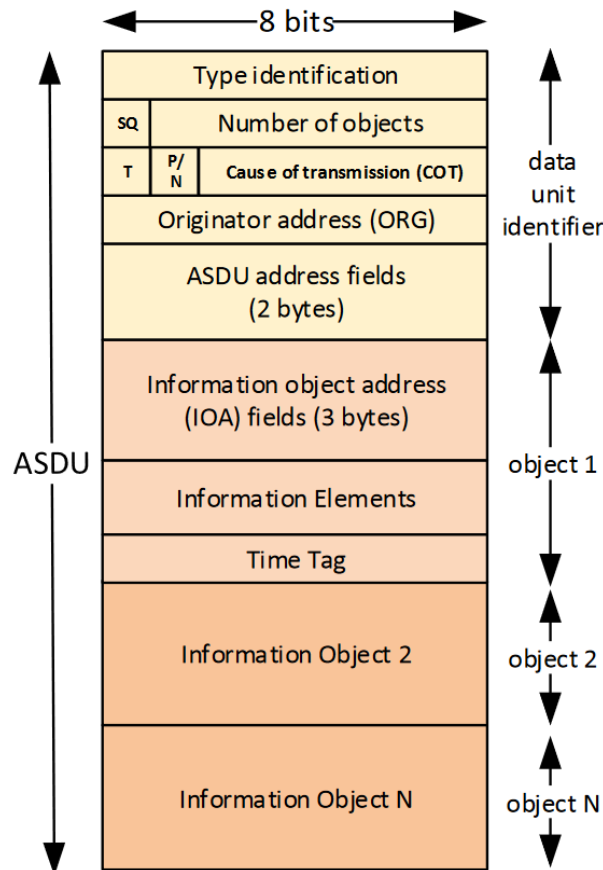 8 bits
Type identification
SQ
Number of objects
T
P/
N
Cause of transmission (COT)
Originator address (ORG)
ASDU address fields
(2 bytes)
data
unit
identifier
Information object address
(IOA) fields (3 bytes)
ASDU
object 1
Information Elements
Time Tag
Information Object 2
object 2
Information Object N
object N